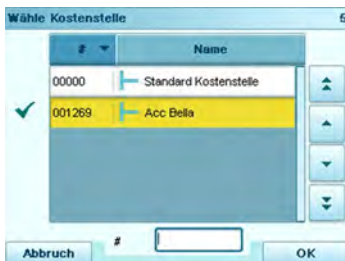 Wähle Kostenstelle 5
# Name
00000 Standard Kostenstelle
001269 Acc Bella
#
Abbruch OK